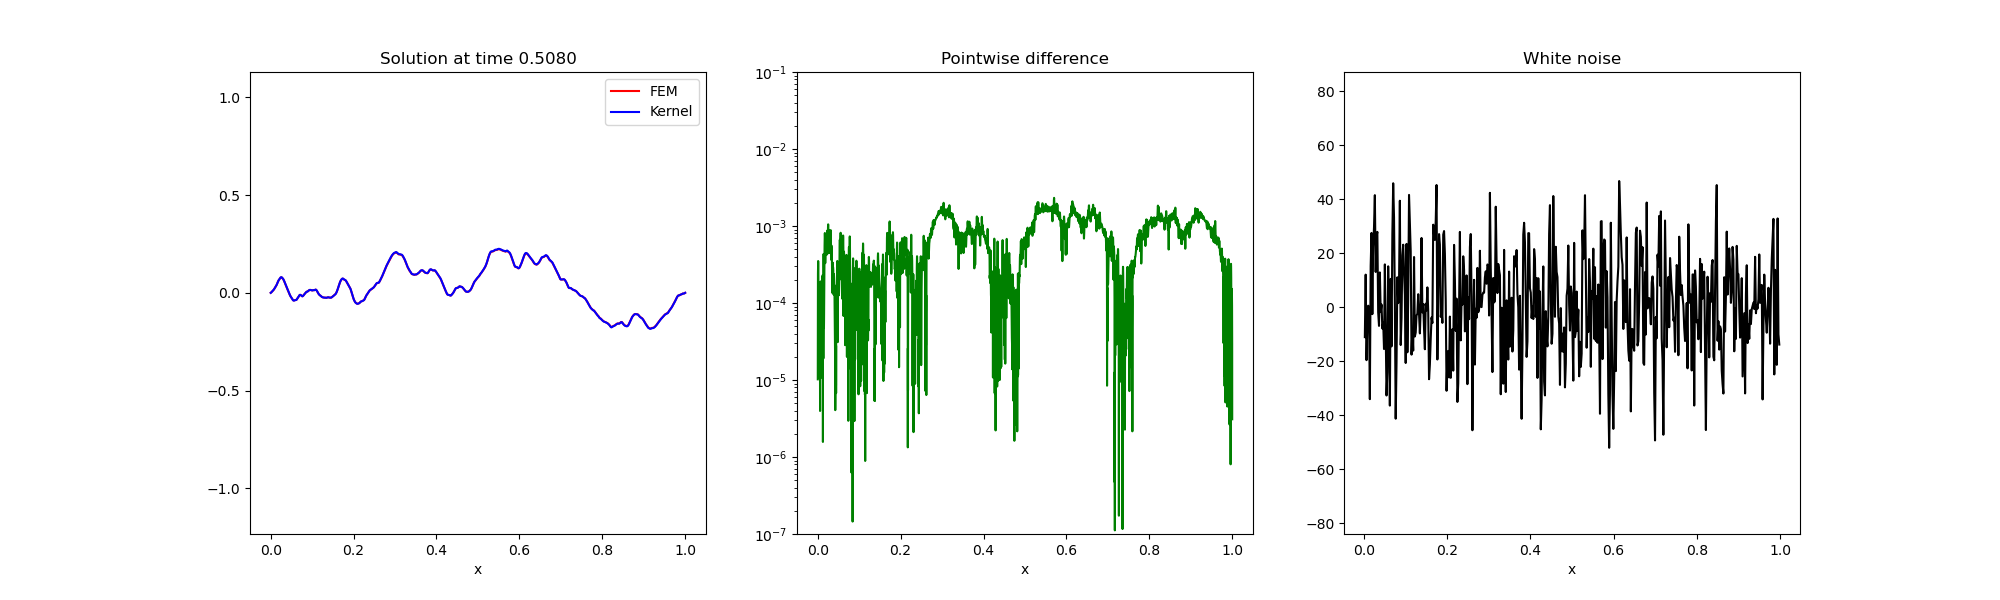 Solution at time 0.5080
1.0
0.5
0.0
−0.5
−1.0
FEM
Kernel
0.0 0.2 0.4 0.6 0.8 1.0
x
Pointwise difference
10⁻¹
10⁻²
10⁻³
10⁻⁴
10⁻⁵
10⁻⁶
10⁻⁷
0.0 0.2 0.4 0.6 0.8 1.0
x
White noise
80
60
40
20
0
−20
−40
−60
−80
0.0 0.2 0.4 0.6 0.8 1.0
x